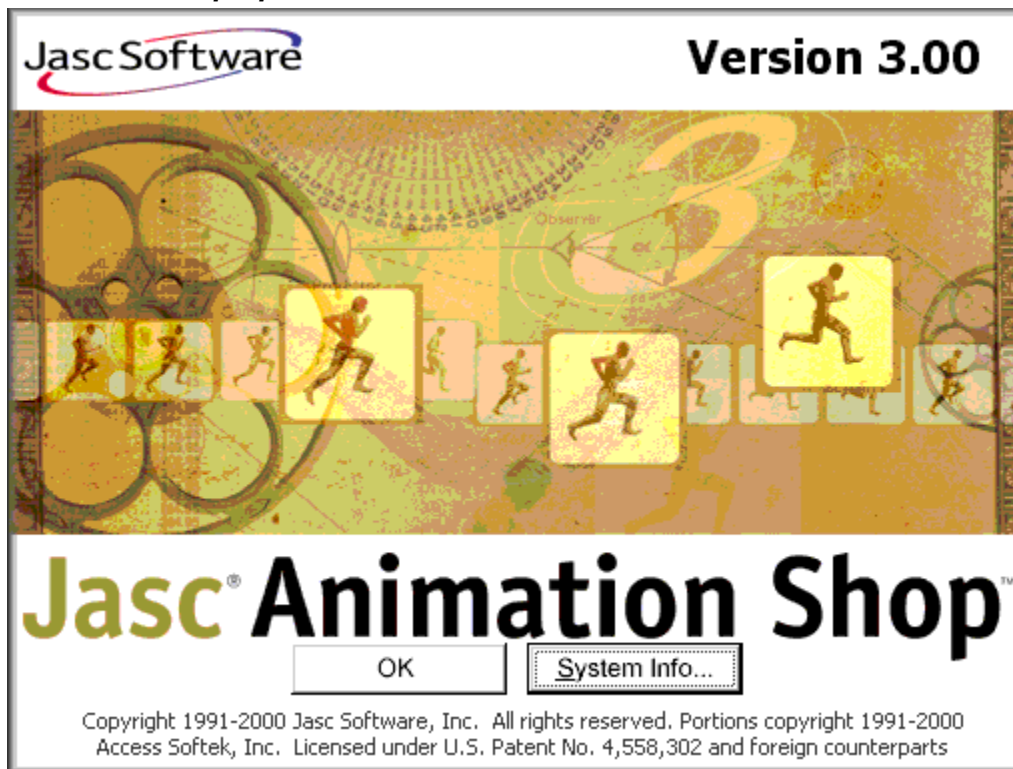 Jasc Software
Version 3.00
Observer
3
Jasc® Animation Shop™
OK
System Info...
Copyright 1991-2000 Jasc Software, Inc. All rights reserved. Portions copyright 1991-2000
Access Softek, Inc. Licensed under U.S. Patent No. 4,558,302 and foreign counterparts